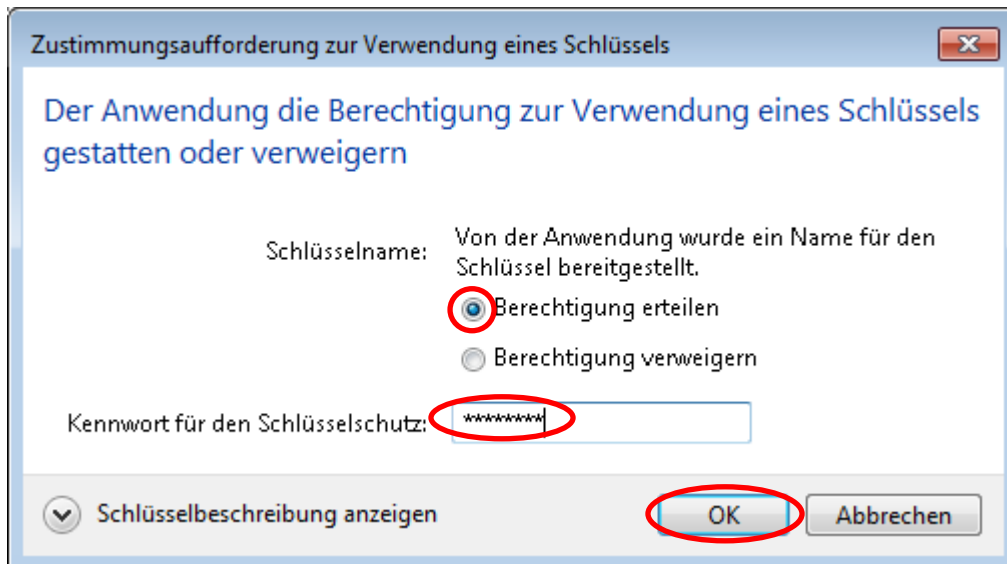 Zustimmungsaufforderung zur Verwendung eines Schlüssels
Der Anwendung die Berechtigung zur Verwendung eines Schlüssels
gestatten oder verweigern
Schlüsselname:
Von der Anwendung wurde ein Name für den
Schlüssel bereitgestellt.
Berechtigung erteilen
Berechtigung verweigern
Kennwort für den Schlüsselschutz: ********
Schlüsselbeschreibung anzeigen
OK
Abbrechen